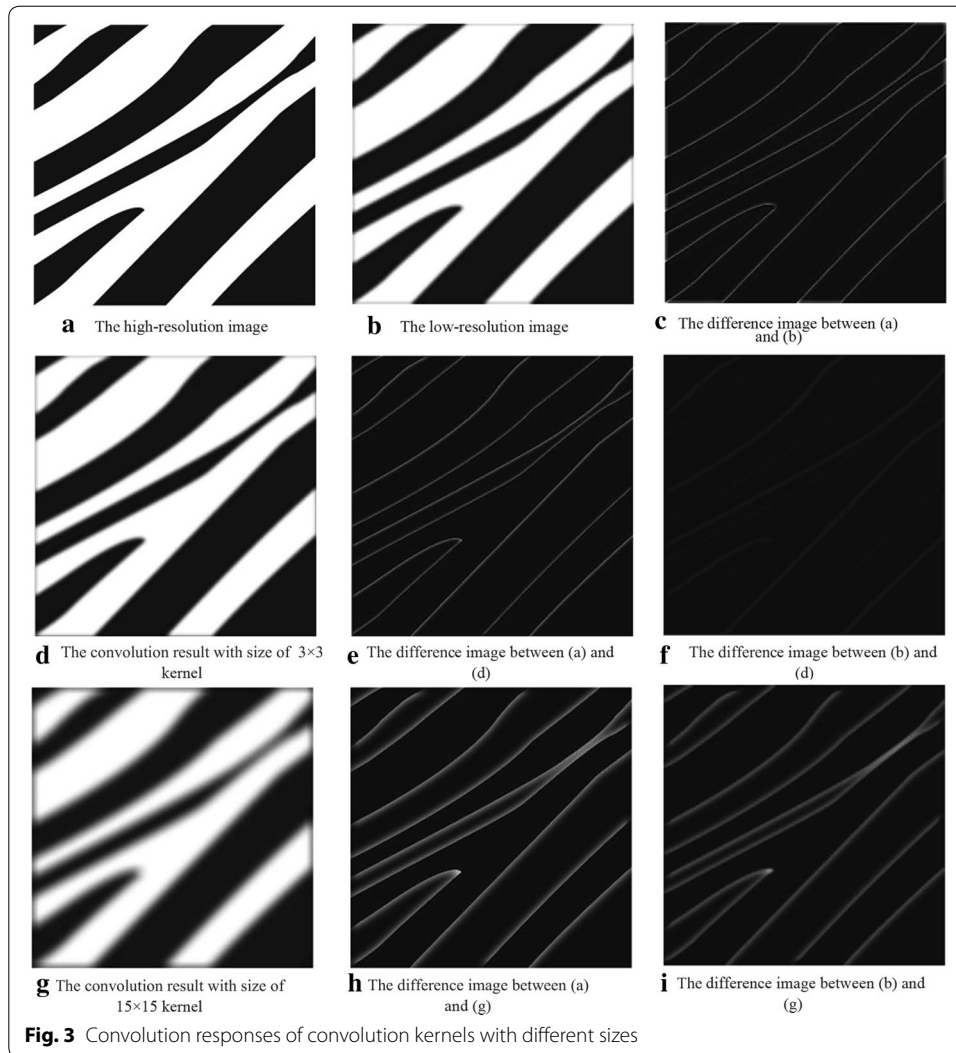 a The high-resolution image
b The low-resolution image
c The difference image between (a)
and (b)
d The convolution result with size of 3×3
kernel
e The difference image between (a) and
(d)
f The difference image between (b) and
(d)
g The convolution result with size of
15×15 kernel
h The difference image between (a)
and (g)
i The difference image between (b) and
(g)
Fig. 3 Convolution responses of convolution kernels with different sizes